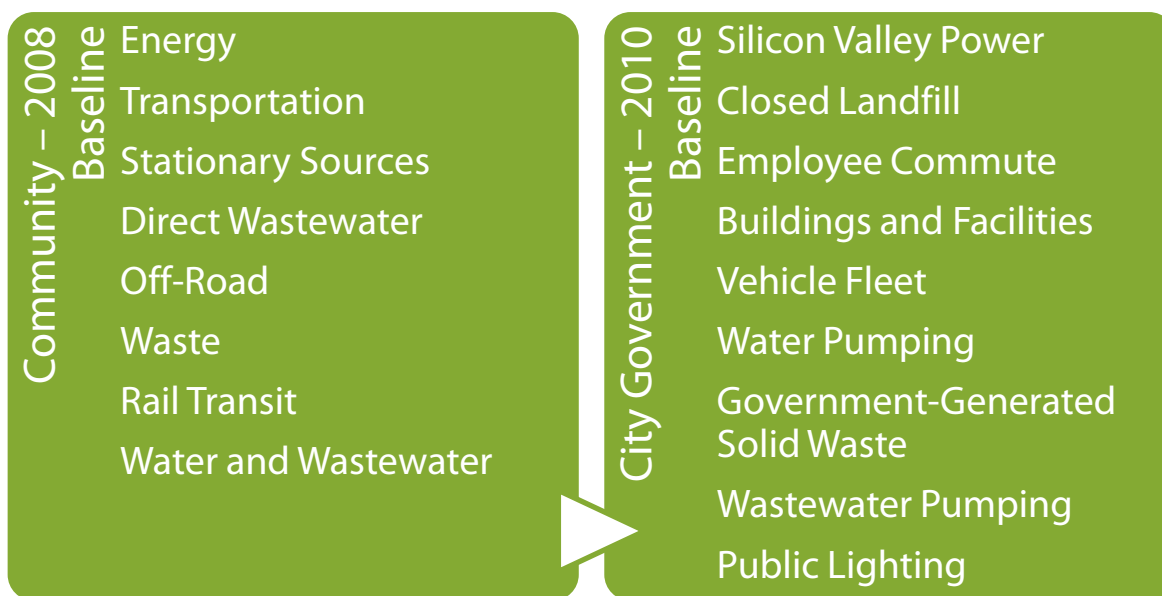 Community – 2008
Baseline
Energy
Transportation
Stationary Sources
Direct Wastewater
Off-Road
Waste
Rail Transit
Water and Wastewater
City Government – 2010
Baseline
Silicon Valley Power
Closed Landfill
Employee Commute
Buildings and Facilities
Vehicle Fleet
Water Pumping
Government-Generated
Solid Waste
Wastewater Pumping
Public Lighting